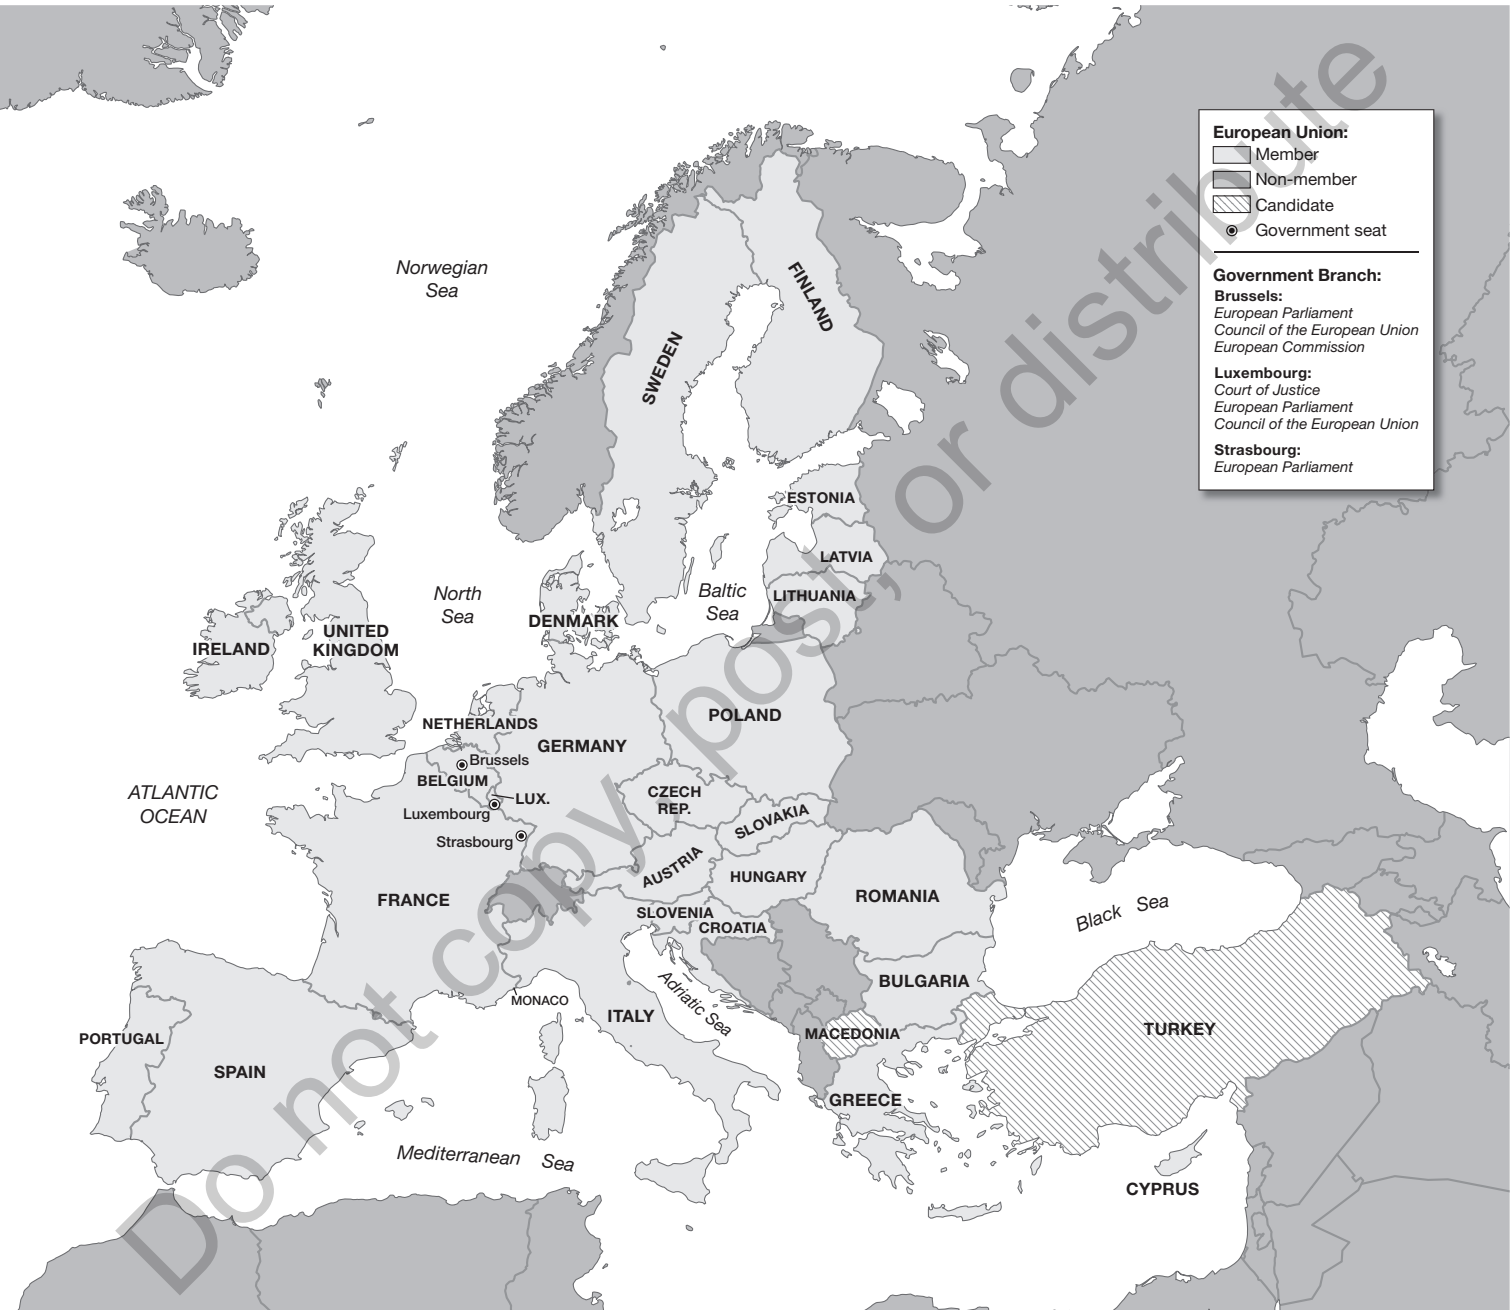 European Union:
Member
Non-member
Candidate
Government seat
Government Branch:
Brussels:
European Parliament
Council of the European Union
European Commission
Luxembourg:
Court of Justice
European Parliament
Council of the European Union
Strasbourg:
European Parliament
Norwegian
Sea
FINLAND
SWEDEN
ESTONIA
LATVIA
LITHUANIA
North
Sea
Baltic
Sea
DENMARK
IRELAND
UNITED
KINGDOM
NETHERLANDS
POLAND
GERMANY
Brussels
BELGIUM
LUX.
Luxembourg
Strasbourg
ATLANTIC
OCEAN
CZECH
REP.
SLOVAKIA
AUSTRIA
HUNGARY
FRANCE
ROMANIA
SLOVENIA
CROATIA
Black Sea
BULGARIA
Adriatic Sea
MONACO
ITALY
MACEDONIA
TURKEY
PORTUGAL
SPAIN
GREECE
Mediterranean Sea
CYPRUS
Do not copy, post, or distribute